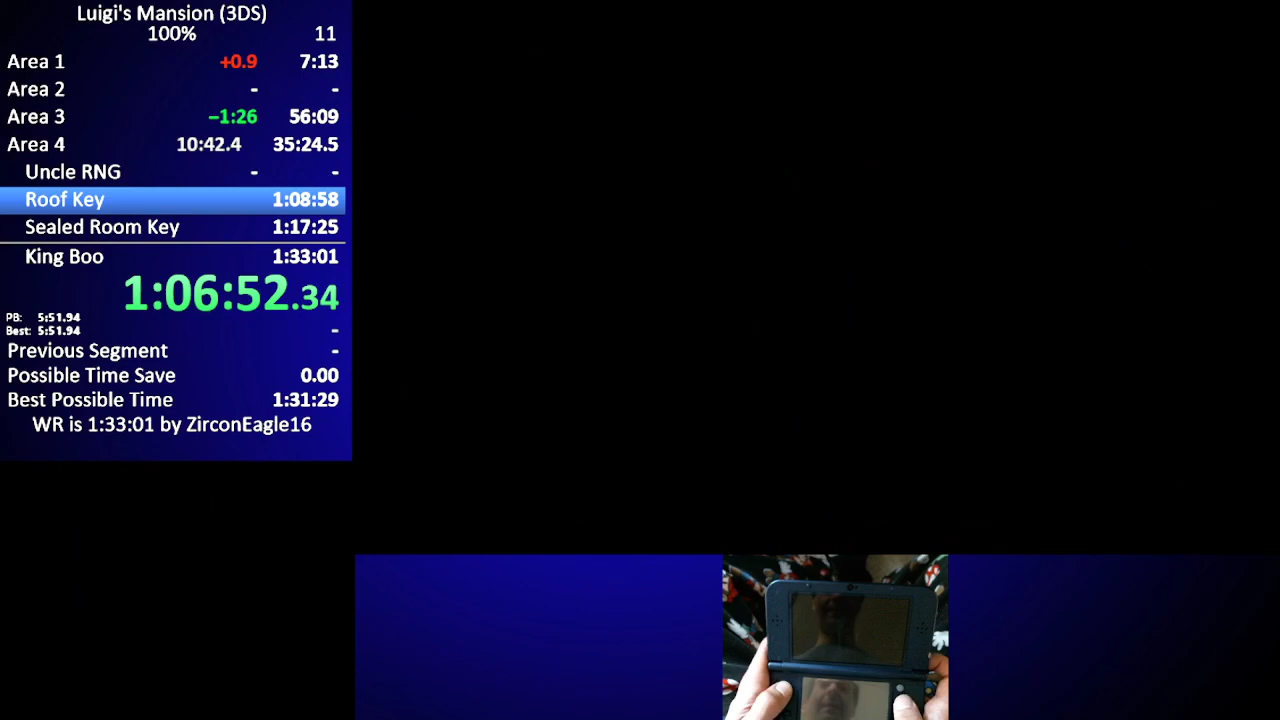 Luigi's Mansion (3DS)
100% 11
Area 1 +0.9 7:13
Area 2 - -
Area 3 -1:26 56:09
Area 4 10:42.4 35:24.5
Uncle RNG - -
Roof Key 1:08:58
Sealed Room Key 1:17:25
King Boo 1:33:01
1:06:52.34
PB: 5:51.94
Best: 5:51.94 -
Previous Segment -
Possible Time Save 0.00
Best Possible Time 1:31:29
WR is 1:33:01 by ZirconEagle16